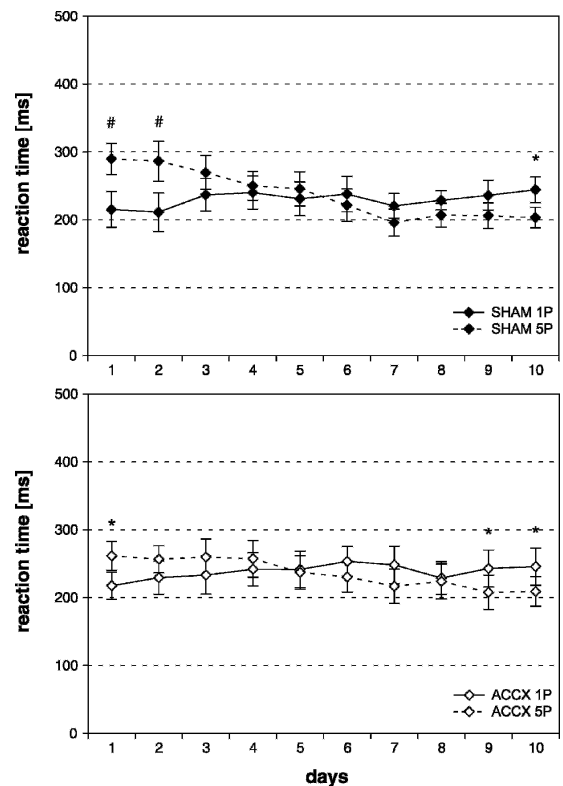 500
400
# #
300
*
200
100
0
reaction time [ms]
SHAM 1P
SHAM 5P
1 2 3 4 5 6 7 8 9 10
500
400
300
* * *
200
100
0
reaction time [ms]
ACCX 1P
ACCX 5P
1 2 3 4 5 6 7 8 9 10
days